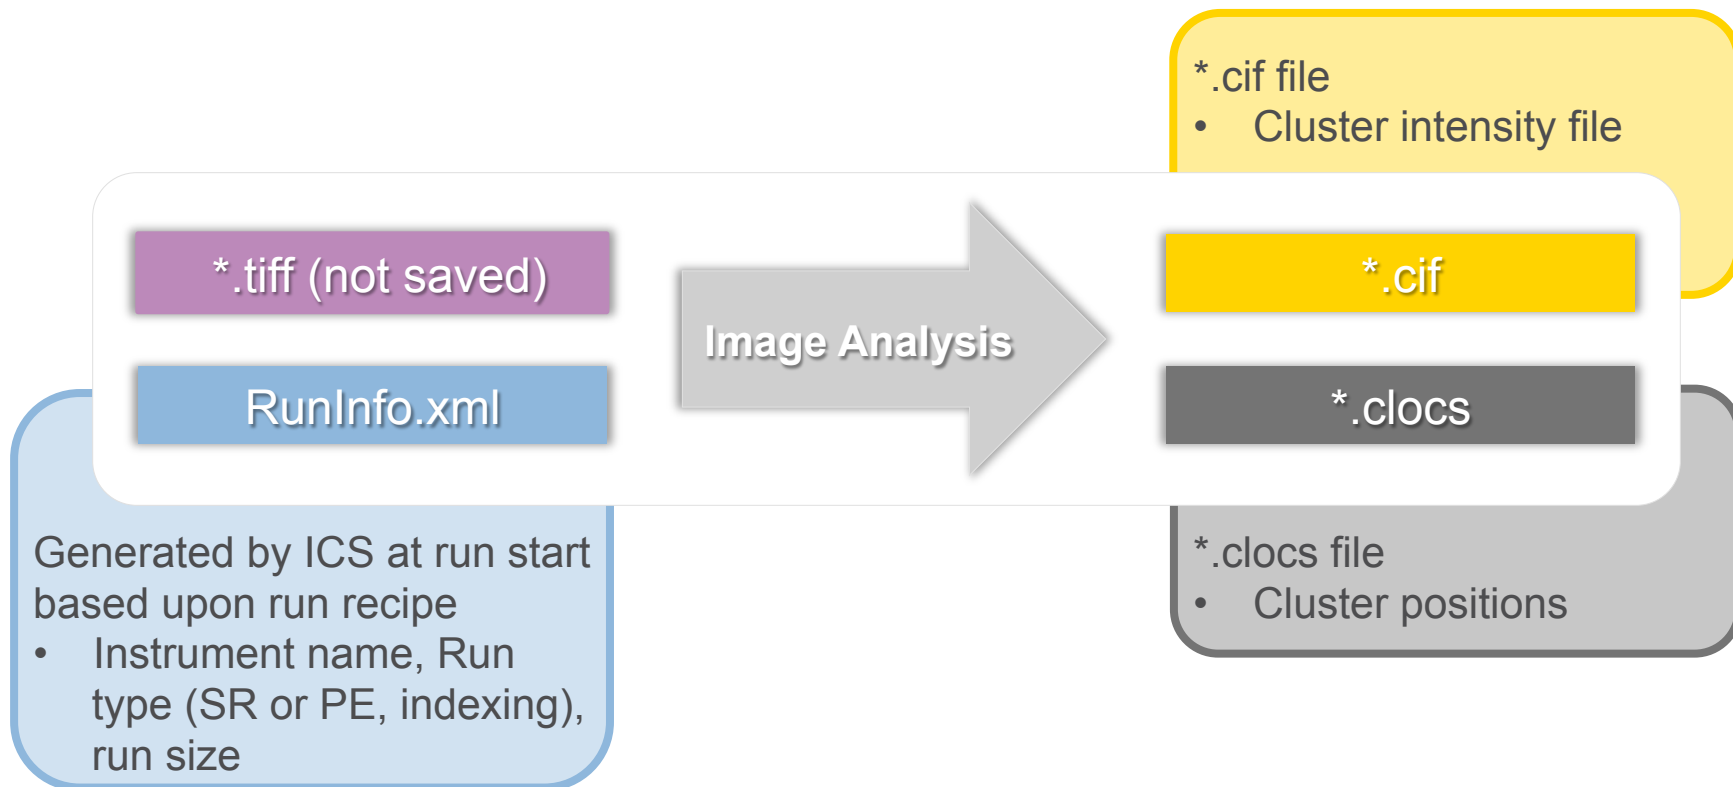 *.cif file
• Cluster intensity file
*.tiff (not saved)
RunInfo.xml
Image Analysis
*.cif
*.clocs
Generated by ICS at run start
based upon run recipe
• Instrument name, Run
type (SR or PE, indexing),
run size
*.clocs file
• Cluster positions